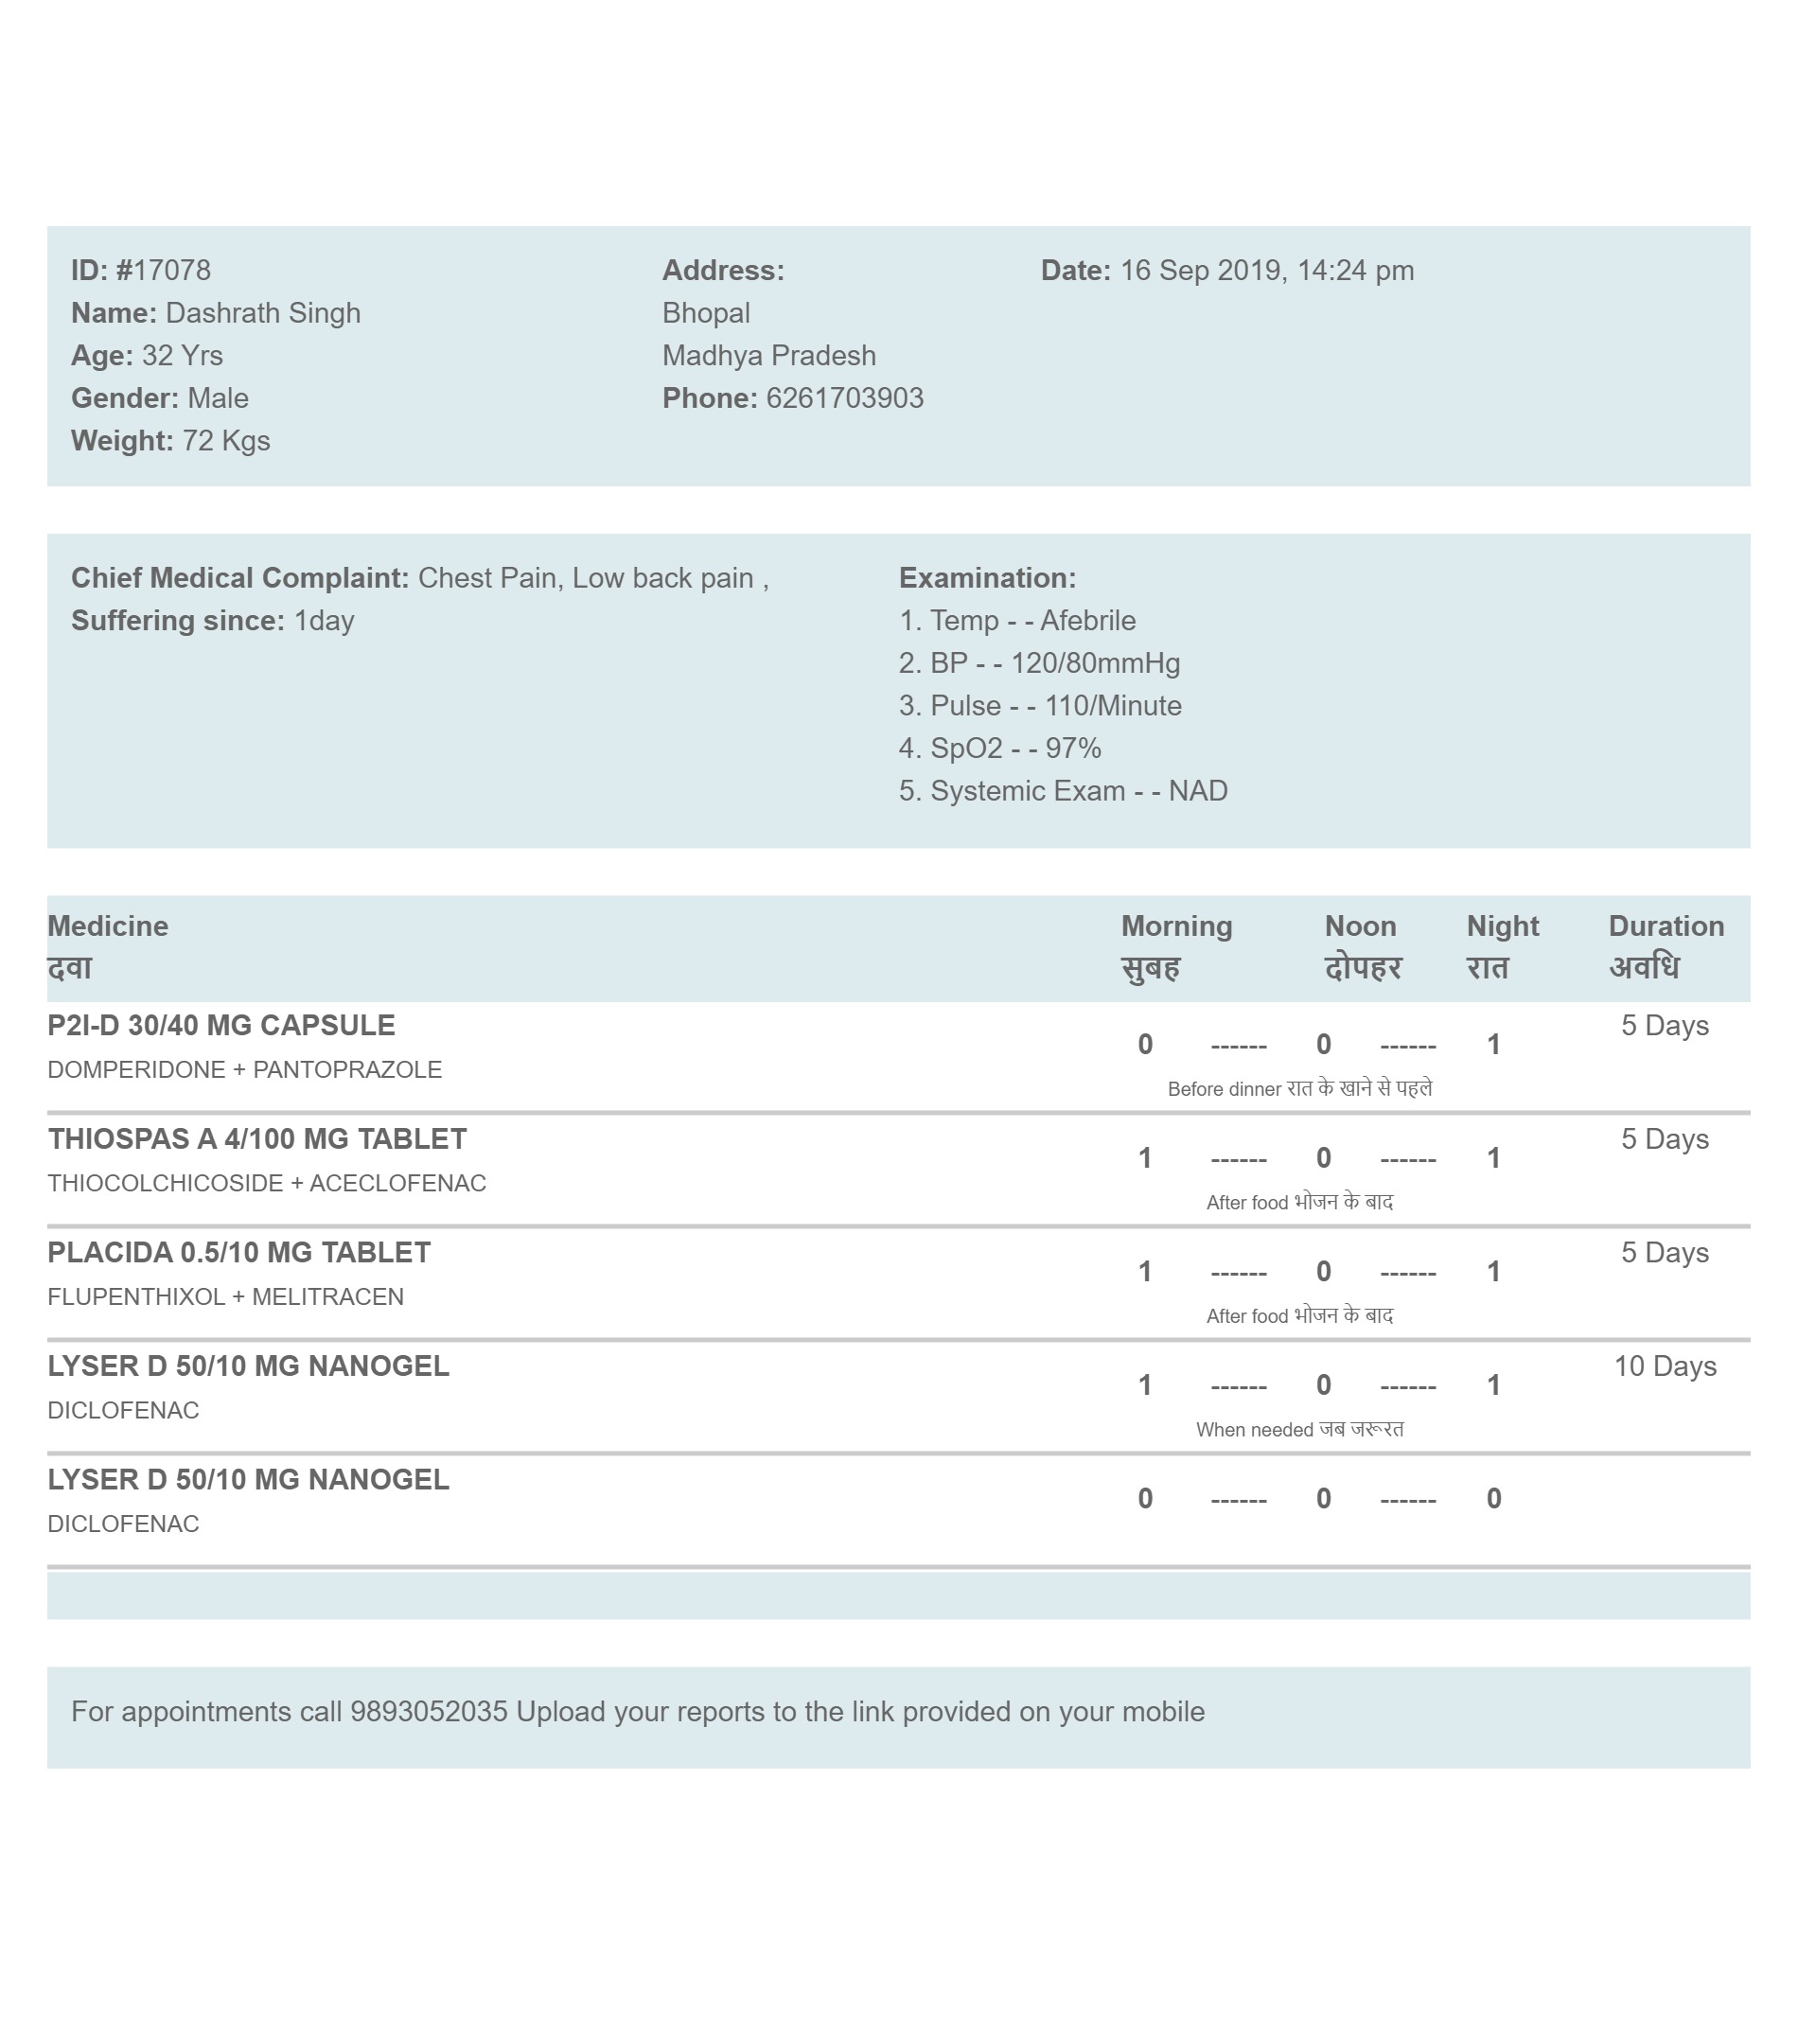 ID: #17078
Name: Dashrath Singh
Age: 32 Yrs
Gender: Male
Weight: 72 Kgs
Address:
Bhopal
Madhya Pradesh
Phone: 6261703903
Date: 16 Sep 2019, 14:24 pm
Chief Medical Complaint: Chest Pain, Low back pain ,
Suffering since: 1day
Examination:
1. Temp - - Afebrile
2. BP - - 120/80mmHg
3. Pulse - - 110/Minute
4. SpO2 - - 97%
5. Systemic Exam - - NAD
Medicine Morning Noon Night Duration
दवा सुबह दोपहर रात अवधि
P2I-D 30/40 MG CAPSULE 5 Days
0 ------ 0 ------ 1
DOMPERIDONE + PANTOPRAZOLE
Before dinner रात के खाने से पहले
THIOSPAS A 4/100 MG TABLET 5 Days
1 ------ 0 ------ 1
THIOCOLCHICOSIDE + ACECLOFENAC
After food भोजन के बाद
PLACIDA 0.5/10 MG TABLET 5 Days
1 ------ 0 ------ 1
FLUPENTHIXOL + MELITRACEN
After food भोजन के बाद
LYSER D 50/10 MG NANOGEL 10 Days
1 ------ 0 ------ 1
DICLOFENAC
When needed जब जरूरत
LYSER D 50/10 MG NANOGEL
0 ------ 0 ------ 0
DICLOFENAC
For appointments call 9893052035 Upload your reports to the link provided on your mobile